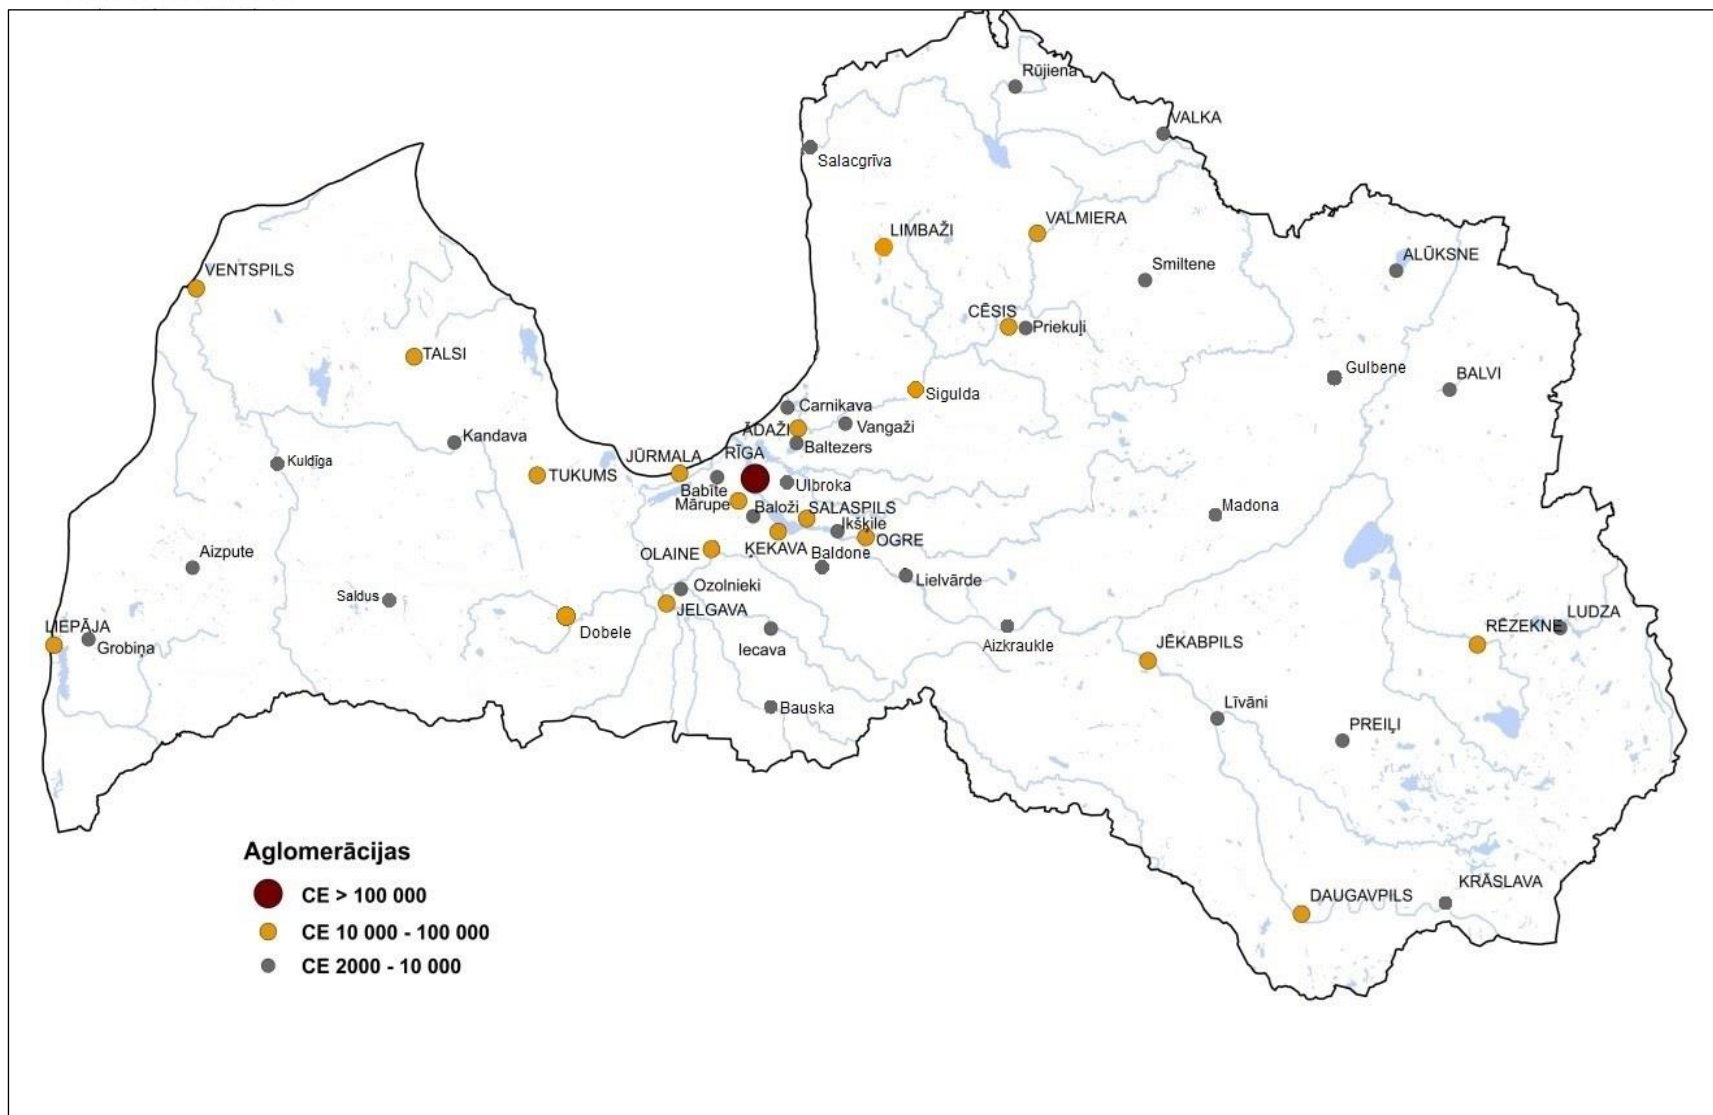 Rūjiena
VALKA
Salacgrīva
VALMIERA
LIMBAŽI
Smiltene
ALŪKSNE
VENTSPILS
CĒSIS
Priekuļi
TALSI
Gulbene
BALVI
Sigulda
Carnikava
ĀDAŽI
Vangaži
Baltezers
Kandava
Kuldīga
JŪRMALA
RĪGA
TUKUMS
Babīte
Ulbroka
Mārupe
Baloži
SALASPILS
Madona
Ikšķile
OGRE
ĶEKAVA
OLAINE
Baldone
Aizpute
Lielvārde
Ozolnieki
Saldus
JELGAVA
LUDZA
LIEPĀJA
Dobele
RĒZEKNE
Grobiņa
Iecava
Aizkraukle
JĒKABPILS
Bauska
Līvāni
PREIĻI
Aglomerācijas
CE > 100 000
CE 10 000 - 100 000
CE 2000 - 10 000
KRĀSLAVA
DAUGAVPILS